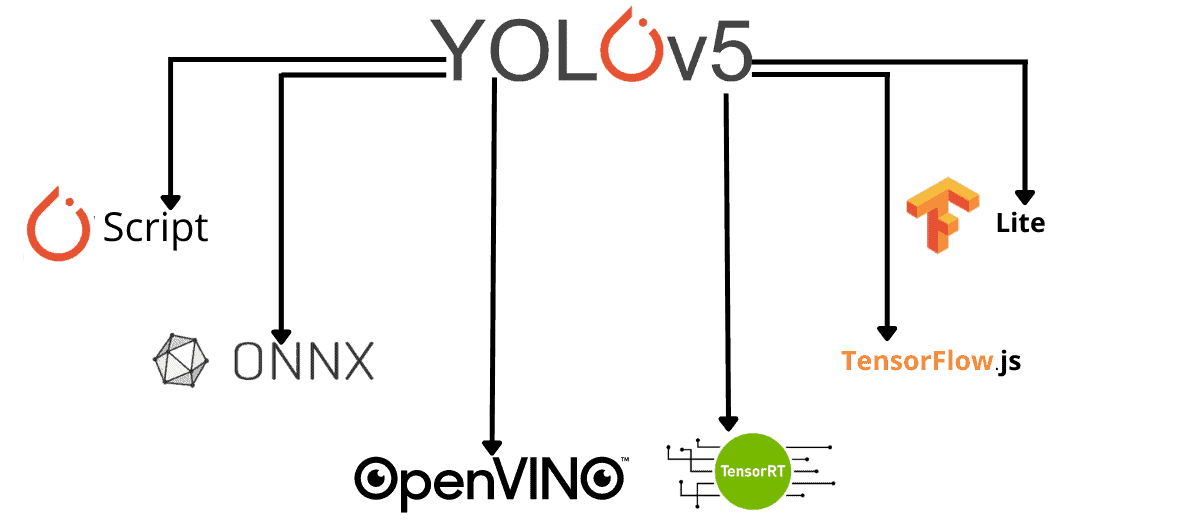 YOLOv5
Script
Lite
ONNX
TensorFlow.js
OpenVINO™
TensorRT